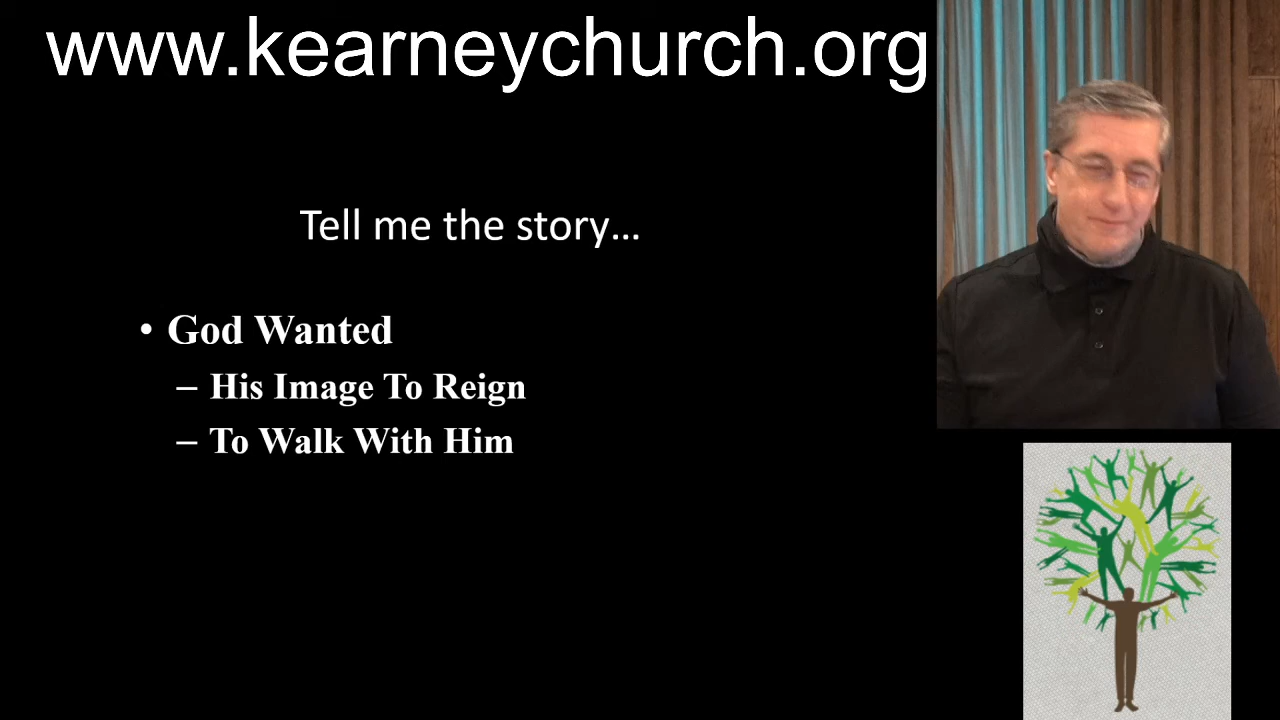 www.kearneychurch.org
Tell me the story…
• God Wanted
– His Image To Reign
– To Walk With Him